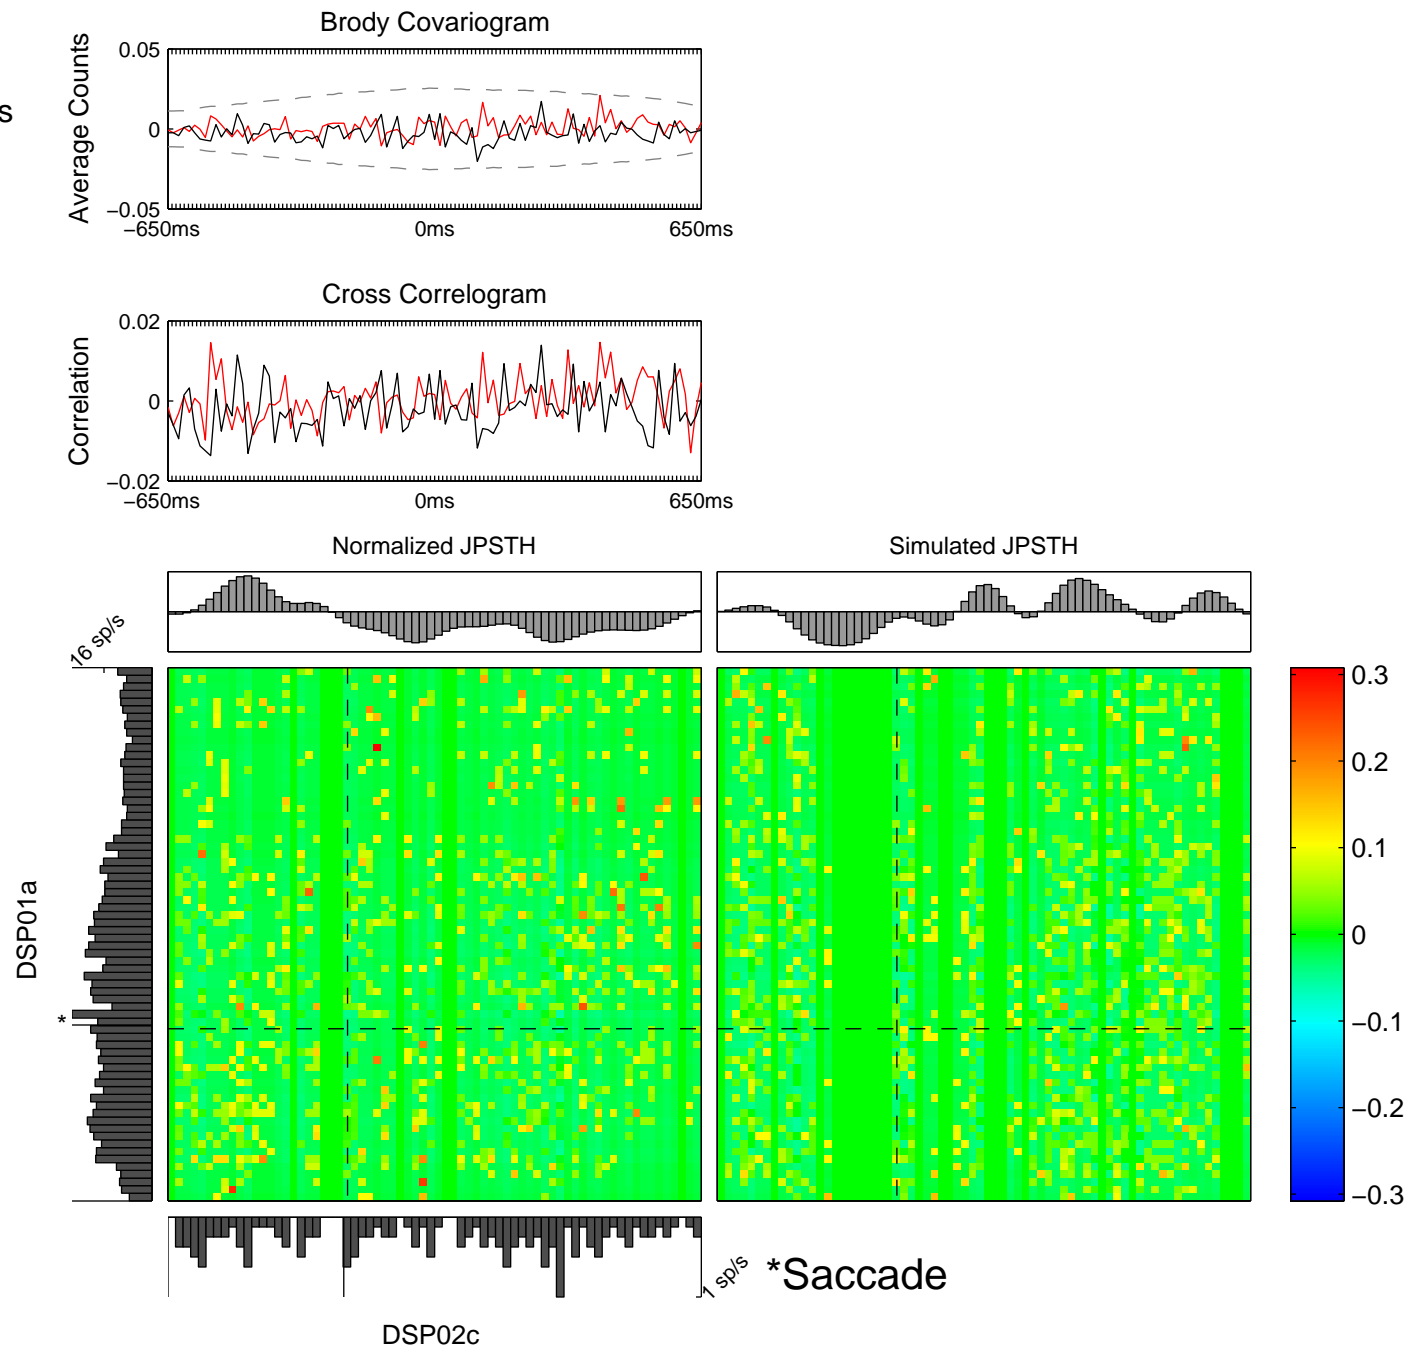 Brody Covariogram
s
Average Counts
0.05
0
−0.05
−650ms
0ms
650ms
Cross Correlogram
Correlation
0.02
0
−0.02
−650ms
0ms
650ms
Normalized JPSTH
Simulated JPSTH
16 sp/s
DSP01a
*
0.3
0.2
0.1
0
−0.1
−0.2
−0.3
1 sp/s
*Saccade
DSP02c